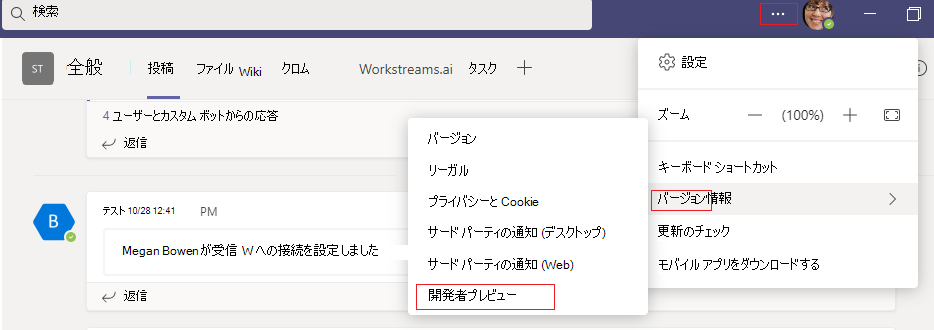 検索
...
ST 全般 投稿 ファイル Wiki クロム Workstreams.ai タスク
4 ユーザーとカスタム ボットからの応答
返信
B
テスト 10/28 12:41 PM
Megan Bowen が受信 W への接続を設定しました
返信
バージョン
リーガル
プライバシーと Cookie
サード パーティの通知 (デスクトップ)
サード パーティの通知 (Web)
開発者プレビュー
設定
ズーム (100%)
キーボード ショートカット
バージョン情報
更新のチェック
モバイル アプリをダウンロードする